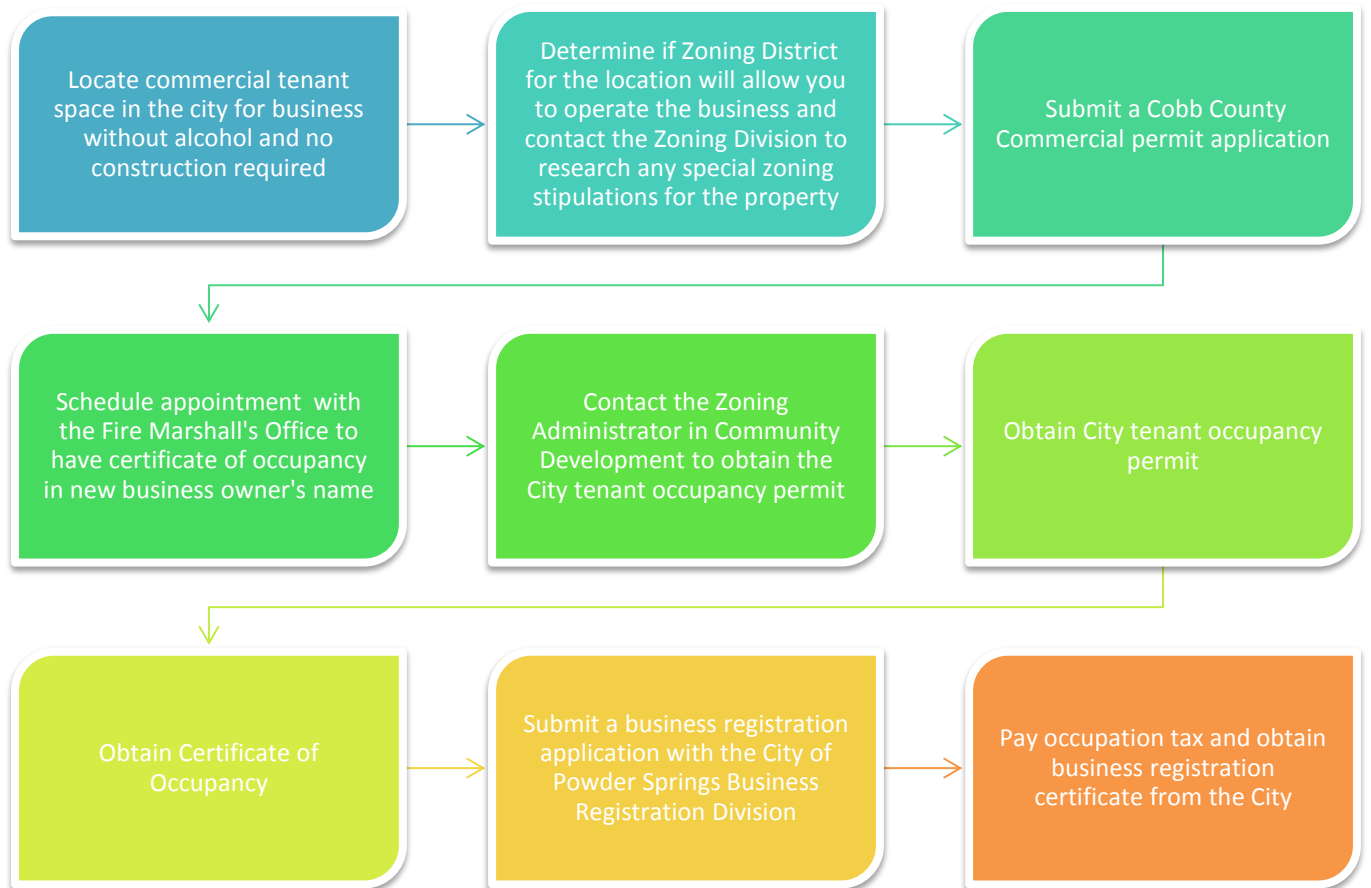 Locate commercial tenant
space in the city for business
without alcohol and no
construction required
Determine if Zoning District
for the location will allow you
to operate the business and
contact the Zoning Division to
research any special zoning
stipulations for the property
Submit a Cobb County
Commercial permit application
Schedule appointment with
the Fire Marshall's Office to
have certificate of occupancy
in new business owner's name
Contact the Zoning
Administrator in Community
Development to obtain the
City tenant occupancy permit
Obtain City tenant occupancy
permit
Obtain Certificate of
Occupancy
Submit a business registration
application with the City of
Powder Springs Business
Registration Division
Pay occupation tax and obtain
business registration
certificate from the City